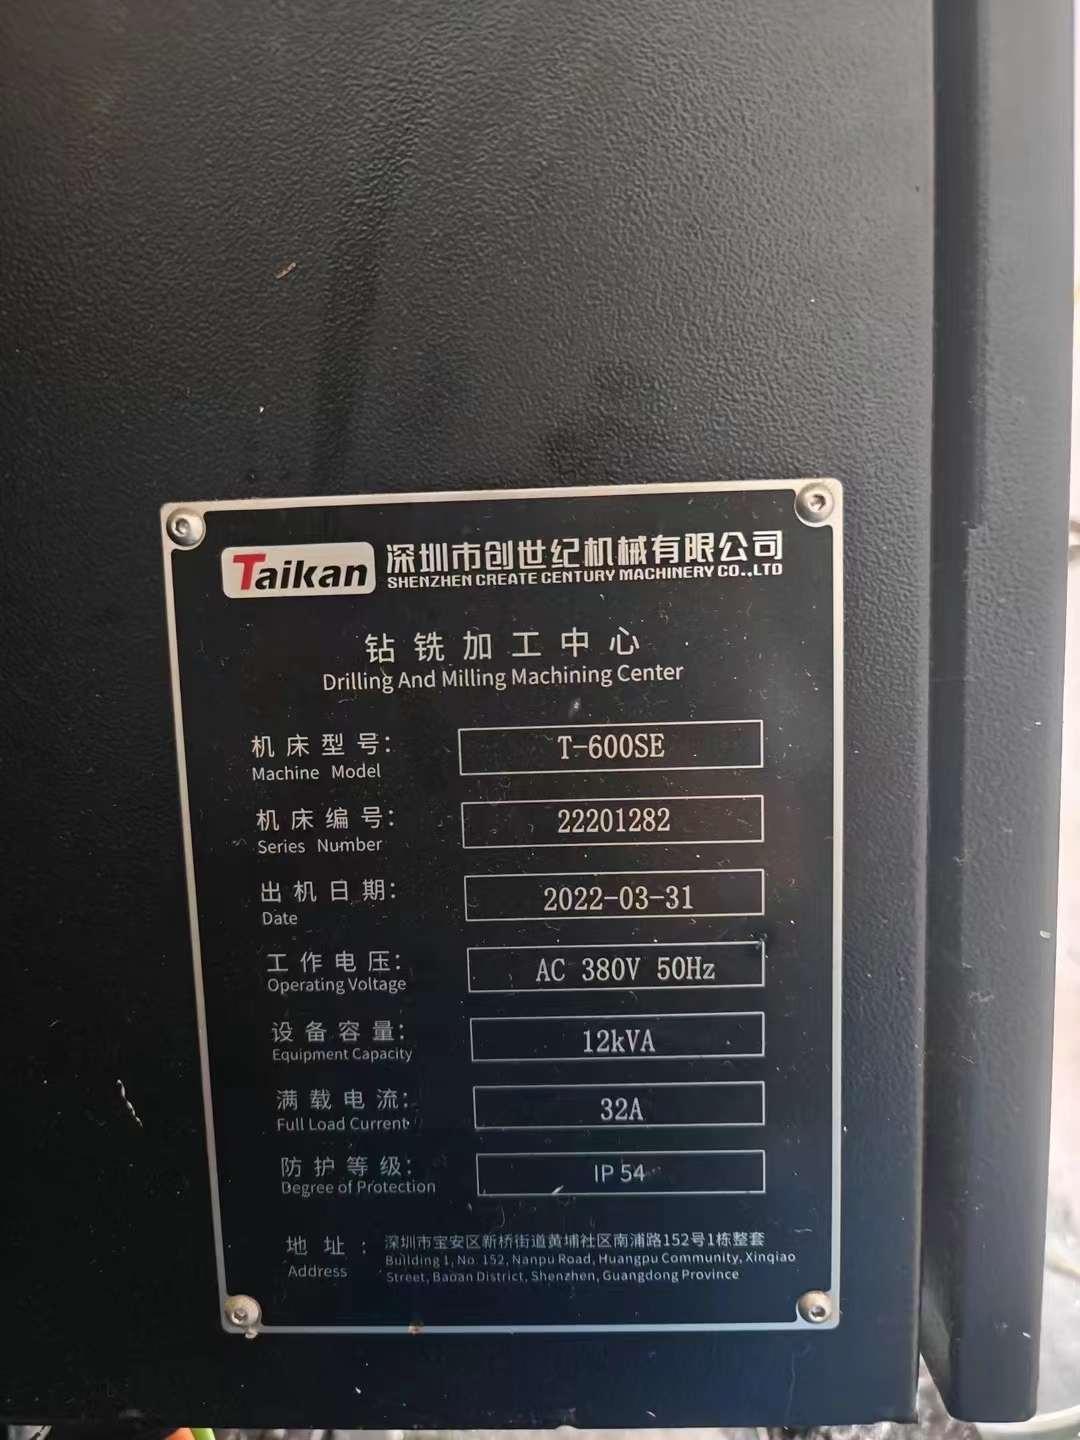 Taikan 深圳市创世纪机械有限公司
SHENZHEN CREATE CENTURY MACHINERY CO.,LTD
钻铣加工中心
Drilling And Milling Machining Center
机床型号: T-600SE
Machine Model
机床编号: 22201282
Series Number
出机日期: 2022-03-31
Date
工作电压: AC 380V 50Hz
Operating Voltage
设备容量: 12kVA
Equipment Capacity
满载电流: 32A
Full Load Current
防护等级: IP 54
Degree of Protection
地址: 深圳市宝安区新桥街道黄埔社区南浦路152号1栋整套
Address Building 1, No. 152, Nanpu Road, Huangpu Community, Xinqiao
Street, Baoan District, Shenzhen, Guangdong Province